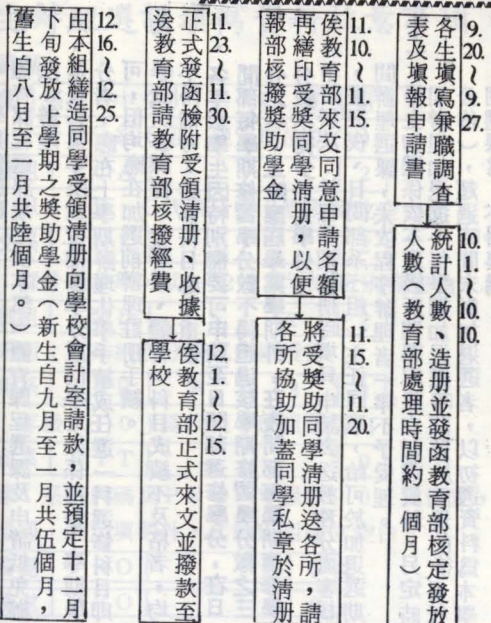 9.20.~9.27.
各生填寫兼職調查
表及填報申請書
10.1.~10.10.
統計人數、造册並發函教育部核定發放
人數(教育部處理時間約一個月)
11.10.~11.15.
俟教育部來文同意申請名額
再繕印受獎同學清册,以便
報部核撥獎助學金
11.15.~11.20.
將受獎助同學清册送各所,請
各所協助加蓋同學私章於清册
11.23.~11.30.
正式發函檢附受領清册、收據
送教育部請教育部核撥經費
12.1.~12.15.
俟教育部正式來文並撥款至
學校
12.16.~12.25.
由本組繕造同學受領清册向學校會計室請款,並預定十二月
下旬發放上學期之獎助學金(新生自九月至一月共伍個月,
舊生自八月至一月共陸個月。)